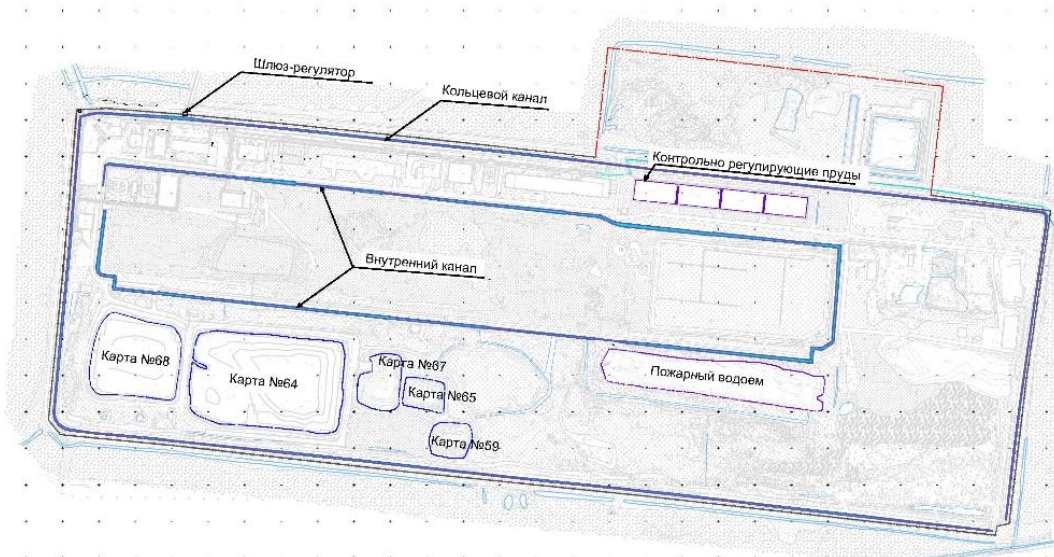 Шлюз-регулятор
Кольцевой канал
Контрольно регулирующие пруды
Внутренний канал
Карта №68
Карта №64
Карта №67
Карта №65
Карта №59
Пожарный водоем